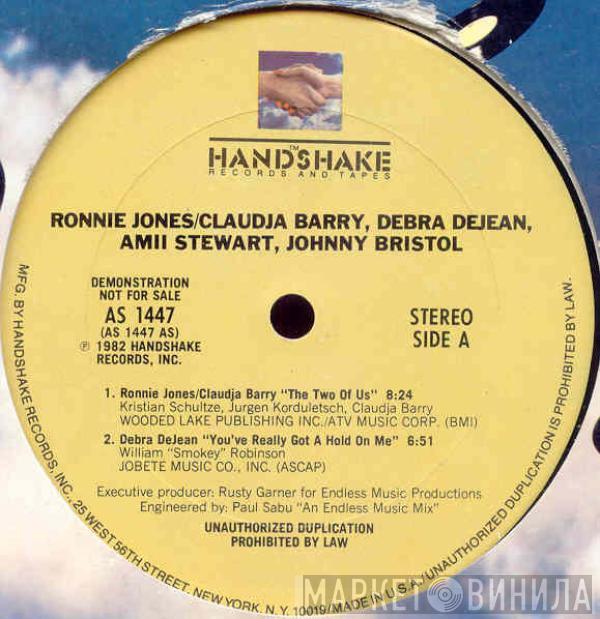 HANDSHAKE
TM
RECORDS AND TAPES
RONNIE JONES/CLAUDJA BARRY, DEBRA DEJEAN,
AMII STEWART, JOHNNY BRISTOL
DEMONSTRATION
NOT FOR SALE
AS 1447
(AS 1447 AS)
℗ 1982 HANDSHAKE
RECORDS, INC.
STEREO
SIDE A
1. Ronnie Jones/Claudja Barry "The Two Of Us" 8:24
Kristian Schultze, Jurgen Korduletsch, Claudja Barry
WOODED LAKE PUBLISHING INC./ATV MUSIC CORP. (BMI)
2. Debra DeJean "You've Really Got A Hold On Me" 6:51
William "Smokey" Robinson
JOBETE MUSIC CO., INC. (ASCAP)
Executive producer: Rusty Garner for Endless Music Productions
Engineered by: Paul Sabu "An Endless Music Mix"
UNAUTHORIZED DUPLICATION
PROHIBITED BY LAW
MFG. BY HANDSHAKE RECORDS, INC., 25 WEST 56TH STREET, NEW YORK, N.Y. 10019/MADE IN U.S.A./UNAUTHORIZED DUPLICATION IS PROHIBITED BY LAW.
МАРКЕТ ВИНИЛА